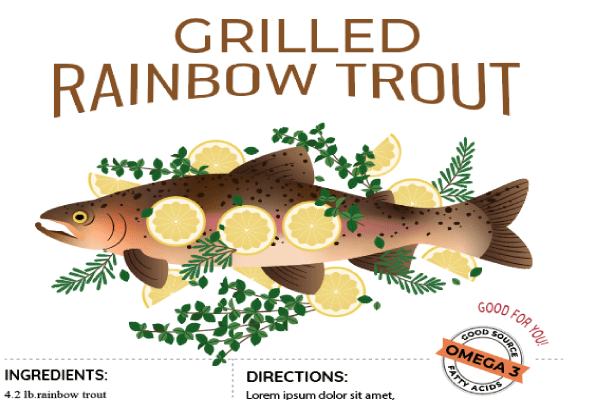 GRILLED
RAINBOW TROUT
GOOD FOR YOU!
GOOD SOURCE
OMEGA 3
FATTY ACIDS
INGREDIENTS:
4.2 lb.rainbow trout
DIRECTIONS:
Lorem ipsum dolor sit amet,